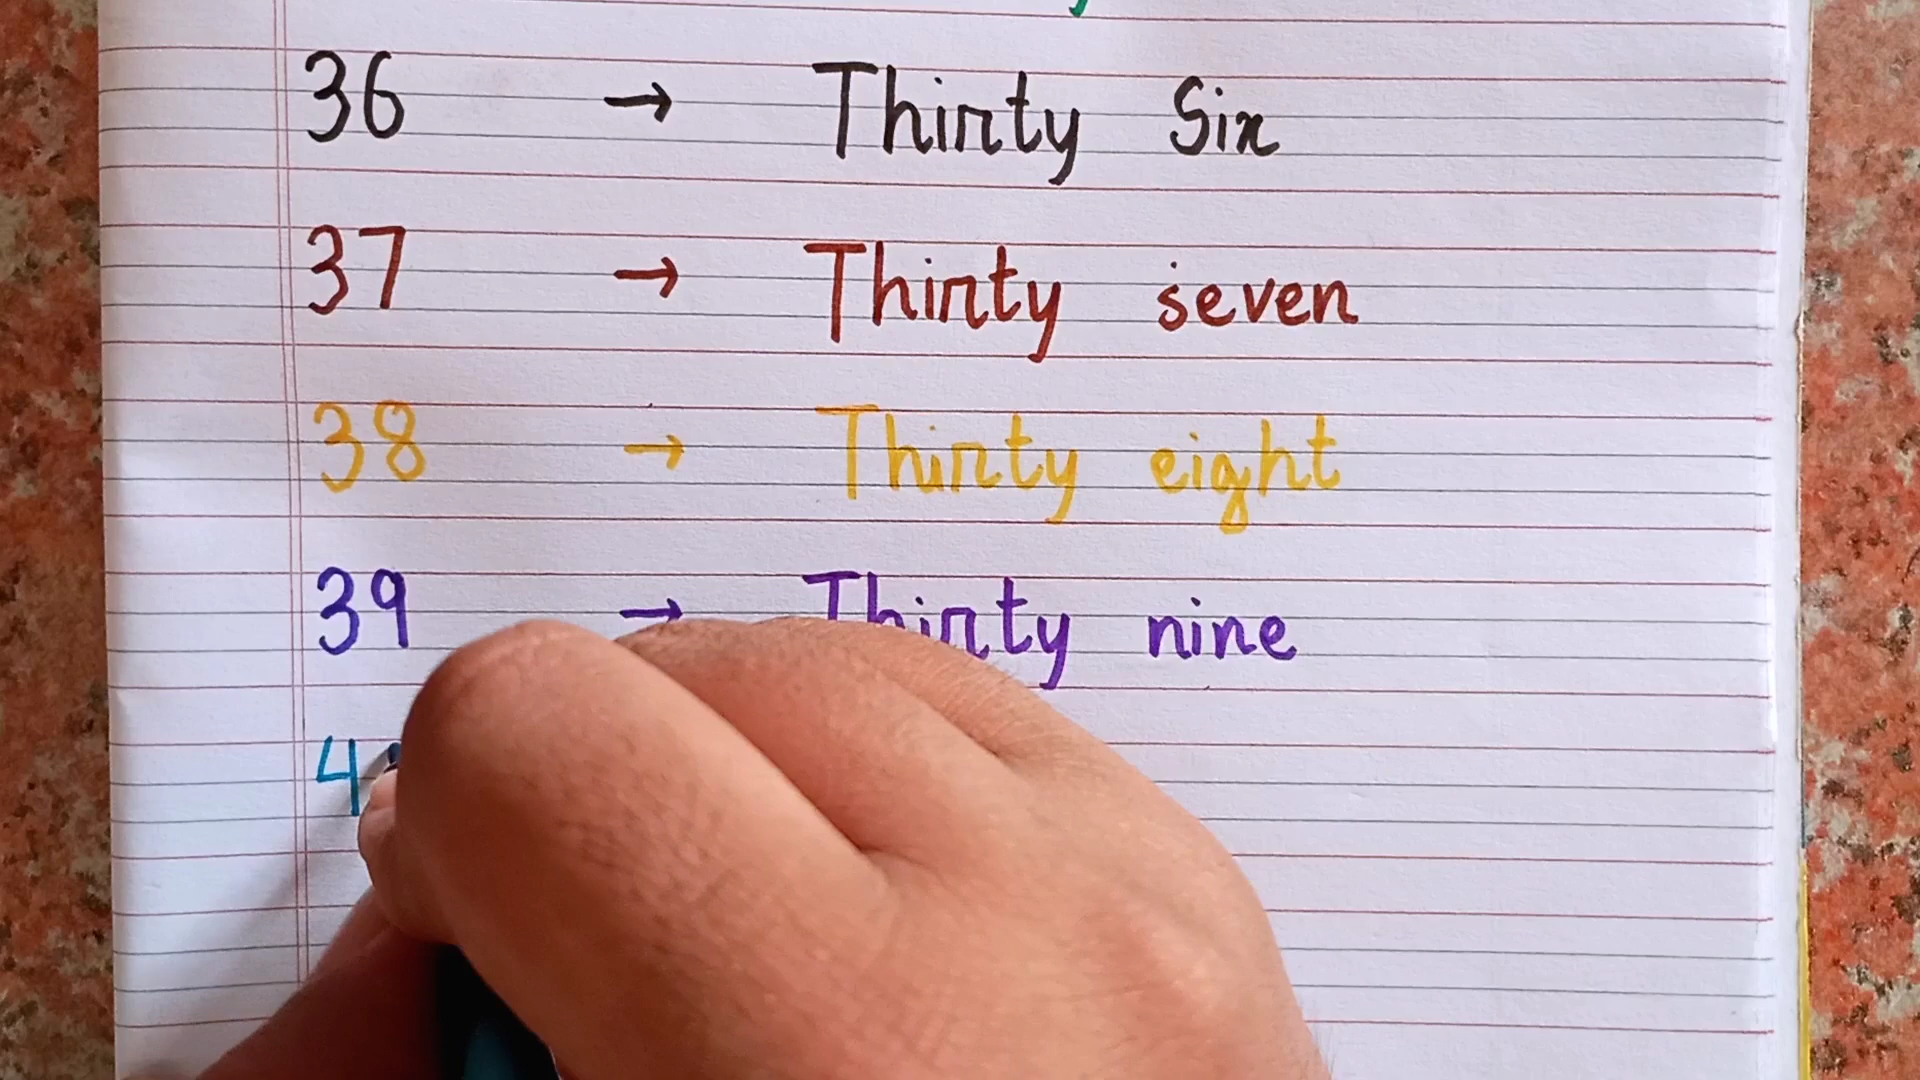 36 → Thirty Six
37 → Thirty seven
38 → Thirty eight
39 → Thirty nine
4